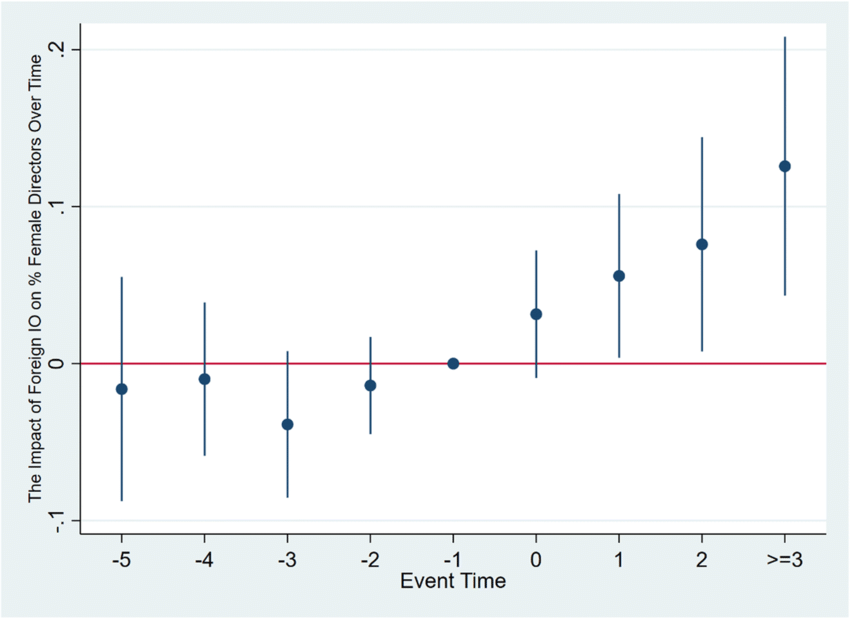 The Impact of Foreign IO on % Female Directors Over Time
.2
.1
0
-.1
-5 -4 -3 -2 -1 0 1 2 >=3
Event Time